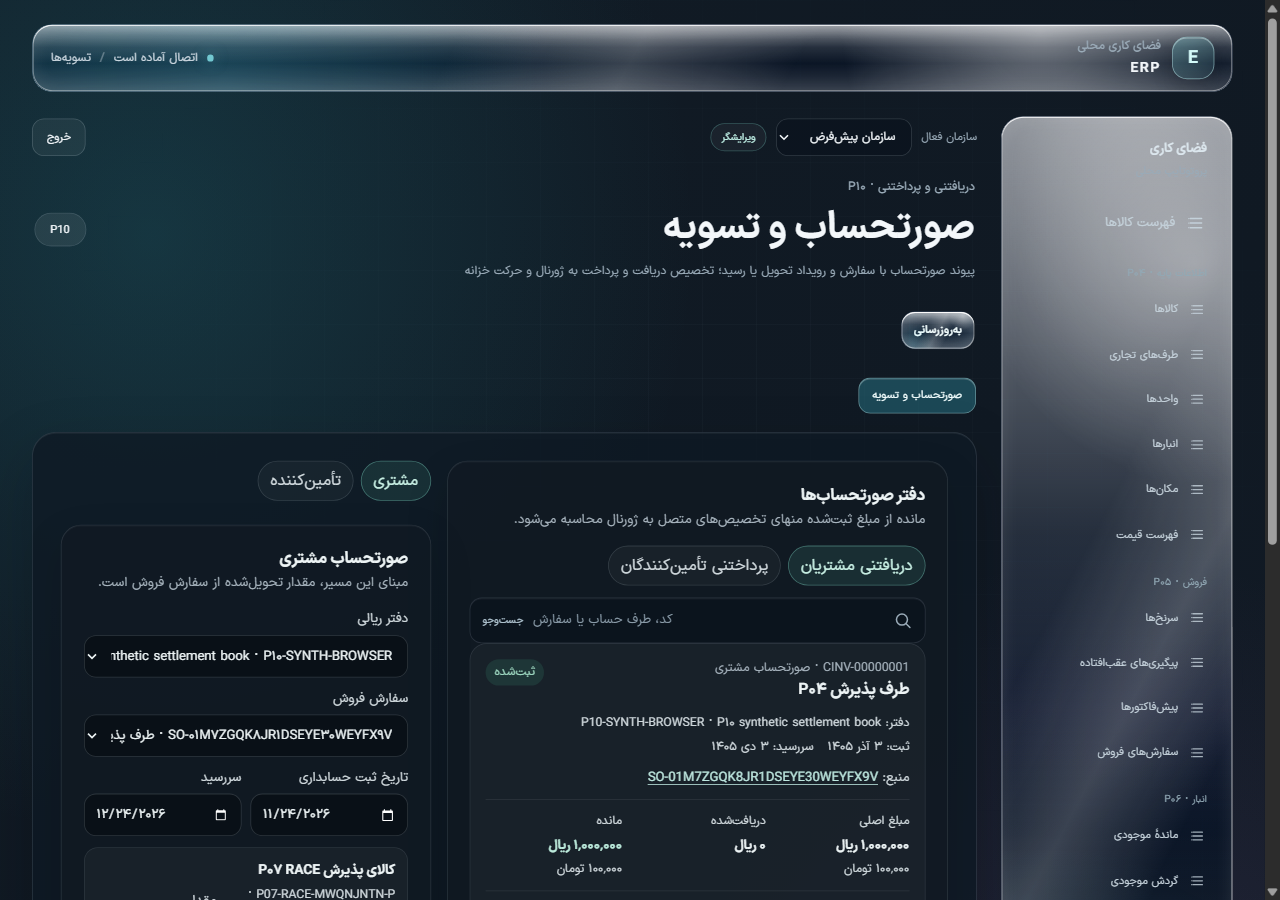 E
فضای کاری محلی
ERP
اتصال آماده است / تسویه‌ها
فضای کاری
فهرست کالاها
کالاها
طرف‌های تجاری
واحدها
انبارها
مکان‌ها
فهرست قیمت
فروش · P۰۵
سرنخ‌ها
پیگیری‌های عقب‌افتاده
پیش‌فاکتورها
سفارش‌های فروش
انبار · P۰۶
ماندهٔ موجودی
گردش موجودی
سازمان فعال
سازمان پیش‌فرض
ویرایشگر
خروج
دریافتنی و پرداختنی · P۱۰
صورتحساب و تسویه
P10
پیوند صورتحساب با سفارش و رویداد تحویل یا رسید؛ تخصیص دریافت و پرداخت به ژورنال و حرکت خزانه
به‌روزرسانی
صورتحساب و تسویه
دفتر صورتحساب‌ها
مانده از مبلغ ثبت‌شده منهای تخصیص‌های متصل به ژورنال محاسبه می‌شود.
دریافتنی مشتریان
پرداختنی تأمین‌کنندگان
کد، طرف حساب یا سفارش
جست‌وجو
CINV-00000001 · صورتحساب مشتری
ثبت‌شده
طرف پذیرش P۰۴
دفتر: P10-SYNTH-BROWSER · P۱۰ synthetic settlement book
ثبت: ۳ آذر ۱۴۰۵ سررسید: ۳ دی ۱۴۰۵
منبع: SO-01M7ZGQK8JR1DSEYE30WEYFX9V
مبلغ اصلی دریافت‌شده مانده
۱,۰۰۰,۰۰۰ ریال ۰ ریال ۱,۰۰۰,۰۰۰ ریال
۱۰۰,۰۰۰ تومان ۱۰۰,۰۰۰ تومان
مشتری
تأمین‌کننده
صورتحساب مشتری
مبنای این مسیر، مقدار تحویل‌شده از سفارش فروش است.
دفتر ریالی
nthetic settlement book · P۱۰-SYNTH-BROWSER
سفارش فروش
SO-۰۱M۷ZGQK۸JR۱DSEYE۳۰WEYFX۹V · طرف پذ
تاریخ ثبت حسابداری
سررسید
۱۱/۲۴/۲۰۲۶
۱۲/۲۴/۲۰۲۶
کالای پذیرش P۰۷ RACE
P07-RACE-MWQNJNTN-P ·